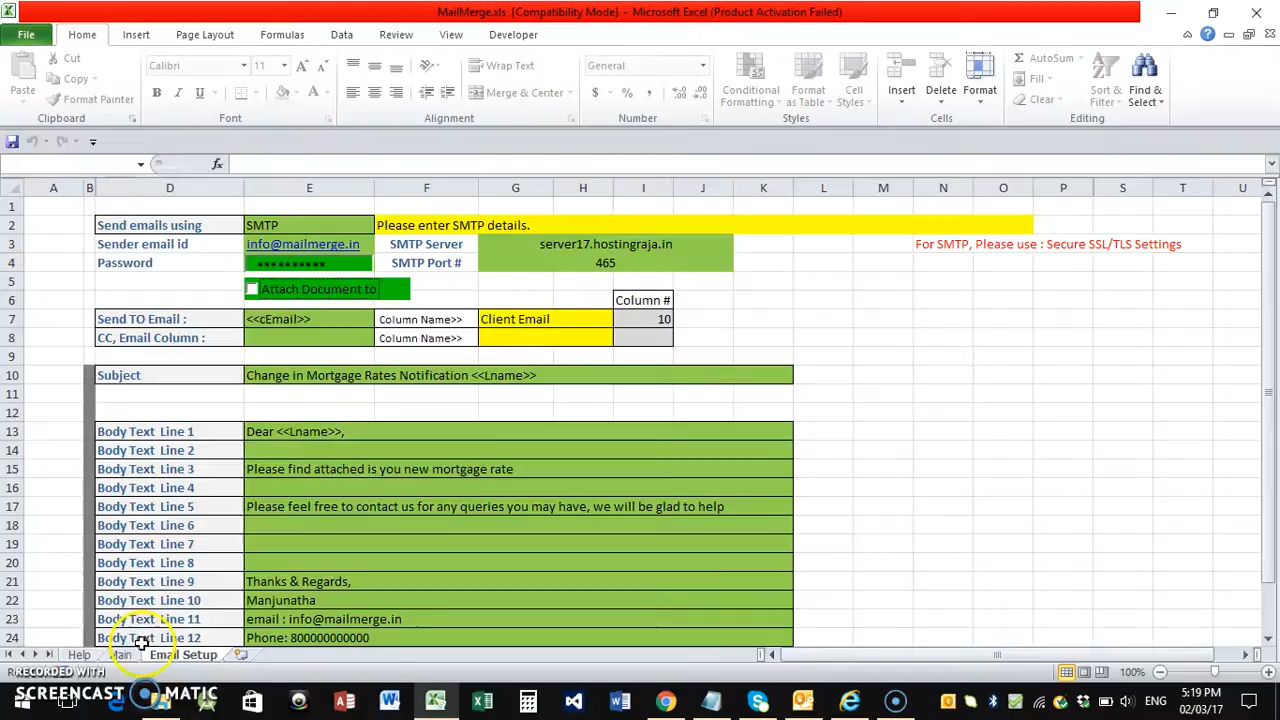 MailMerge.xls [Compatibility Mode] - Microsoft Excel (Product Activation Failed)
File Home Insert Page Layout Formulas Data Review View Developer
Cut Calibri 11 Wrap Text General AutoSum
Paste Copy Conditional Formatting Format as Table Cell Styles Insert Delete Format Fill Sort & Filter Find & Select
Format Painter B I U Merge & Center $ % Clear
Clipboard Font Alignment Number Styles Cells Editing
fx
A B D E F G H I J K L M N O P Q R S T U
1
2 Send emails using SMTP Please enter SMTP details.
3 Sender email id info@mailmerge.in SMTP Server server17.hostingraja.in For SMTP, Please use : Secure SSL/TLS Settings
4 Password ********** SMTP Port # 465
5 Attach Document to
6 Column #
7 Send TO Email : <<cEmail>> Column Name>> Client Email 10
8 CC, Email Column : Column Name>>
9
10 Subject Change in Mortgage Rates Notification <<Lname>>
11
12
13 Body Text Line 1 Dear <<Lname>>,
14 Body Text Line 2
15 Body Text Line 3 Please find attached is you new mortgage rate
16 Body Text Line 4
17 Body Text Line 5 Please feel free to contact us for any queries you may have, we will be glad to help
18 Body Text Line 6
19 Body Text Line 7
20 Body Text Line 8
21 Body Text Line 9 Thanks & Regards,
22 Body Text Line 10 Manjunatha
23 Body Text Line 11 email : info@mailmerge.in
24 Body Text Line 12 Phone: 800000000000
Help Main Email Setup
100%
RECORDED WITH
SCREENCAST MATIC
ENG 5:19 PM
02/03/17